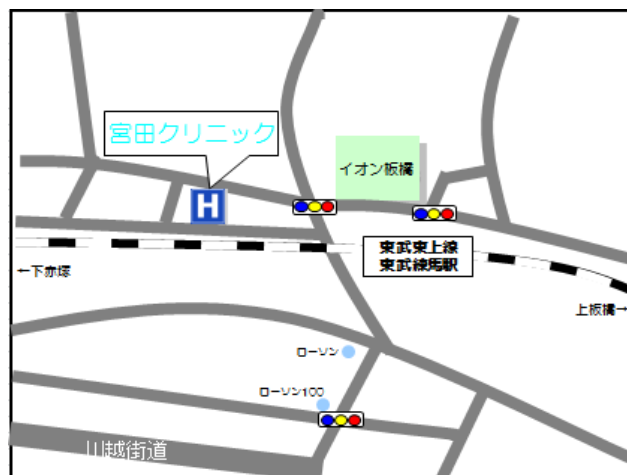 宮田クリニック
イオン板橋
H
東武東上線
東武練馬駅
←下赤塚
上板橋→
ローソン
ローソン100
川越街道